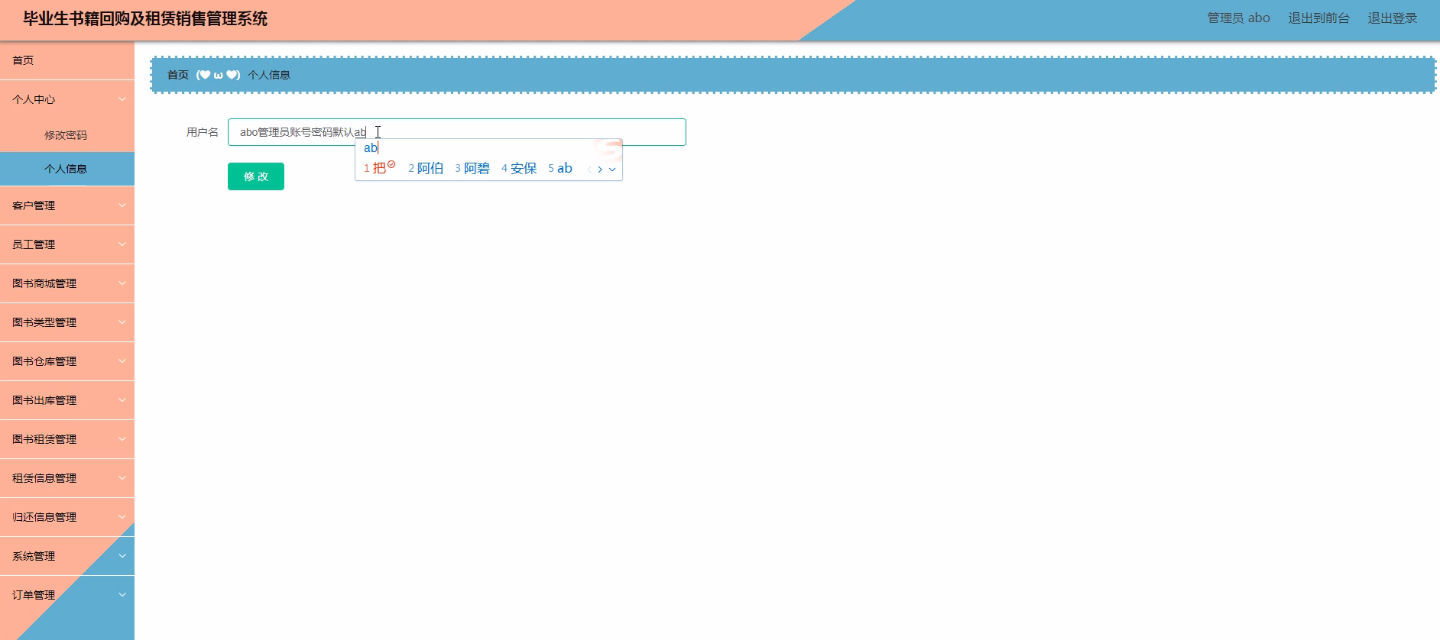 毕业生书籍回购及租赁销售管理系统
管理员 abo 退出到前台 退出登录
首页
个人中心
修改密码
个人信息
客户管理
员工管理
图书商城管理
图书类型管理
图书仓库管理
图书出库管理
图书租赁管理
租赁信息管理
归还信息管理
系统管理
订单管理
首页 (♥ω♥) 个人信息
用户名 abo管理员账号密码默认ab
ab
1 把 2 阿伯 3 阿碧 4 安保 5 ab
修 改